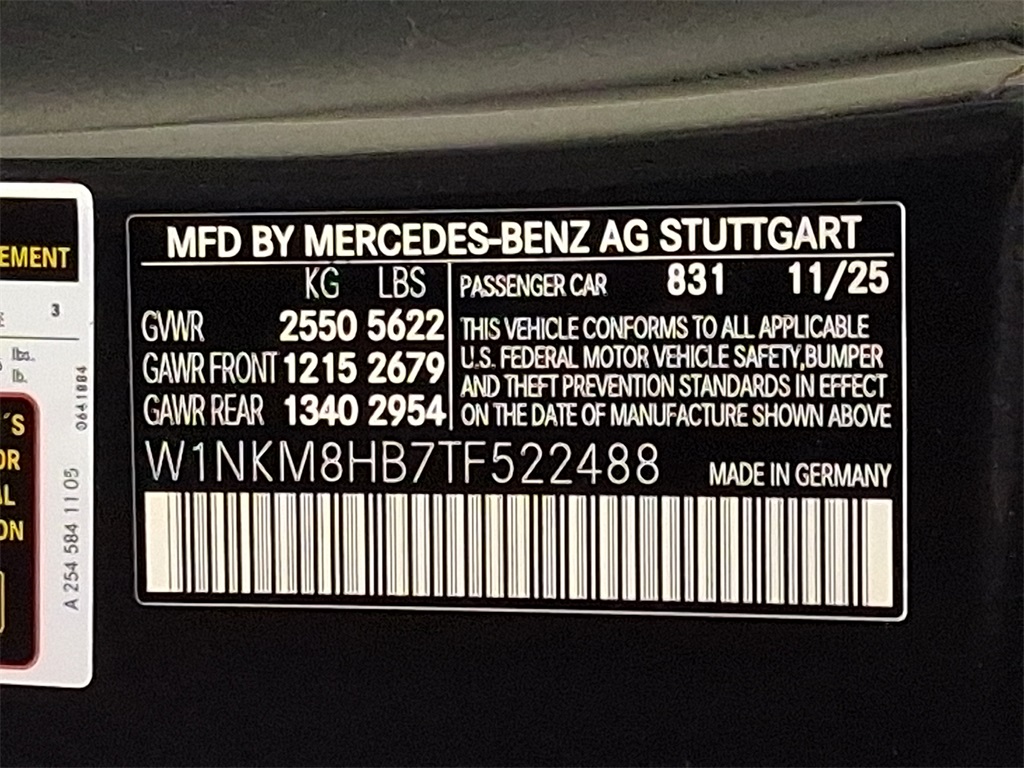 MFD BY MERCEDES-BENZ AG STUTTGART
KG LBS
GVWR 2550 5622
GAWR FRONT 1215 2679
GAWR REAR 1340 2954
PASSENGER CAR 831 11/25
THIS VEHICLE CONFORMS TO ALL APPLICABLE
U.S. FEDERAL MOTOR VEHICLE SAFETY,BUMPER
AND THEFT PREVENTION STANDARDS IN EFFECT
ON THE DATE OF MANUFACTURE SHOWN ABOVE
W1NKM8HB7TF522488 MADE IN GERMANY
EMENT
3
lbs.
lb.
´S
OR
AL
ON
0641884
A 254 584 11 05